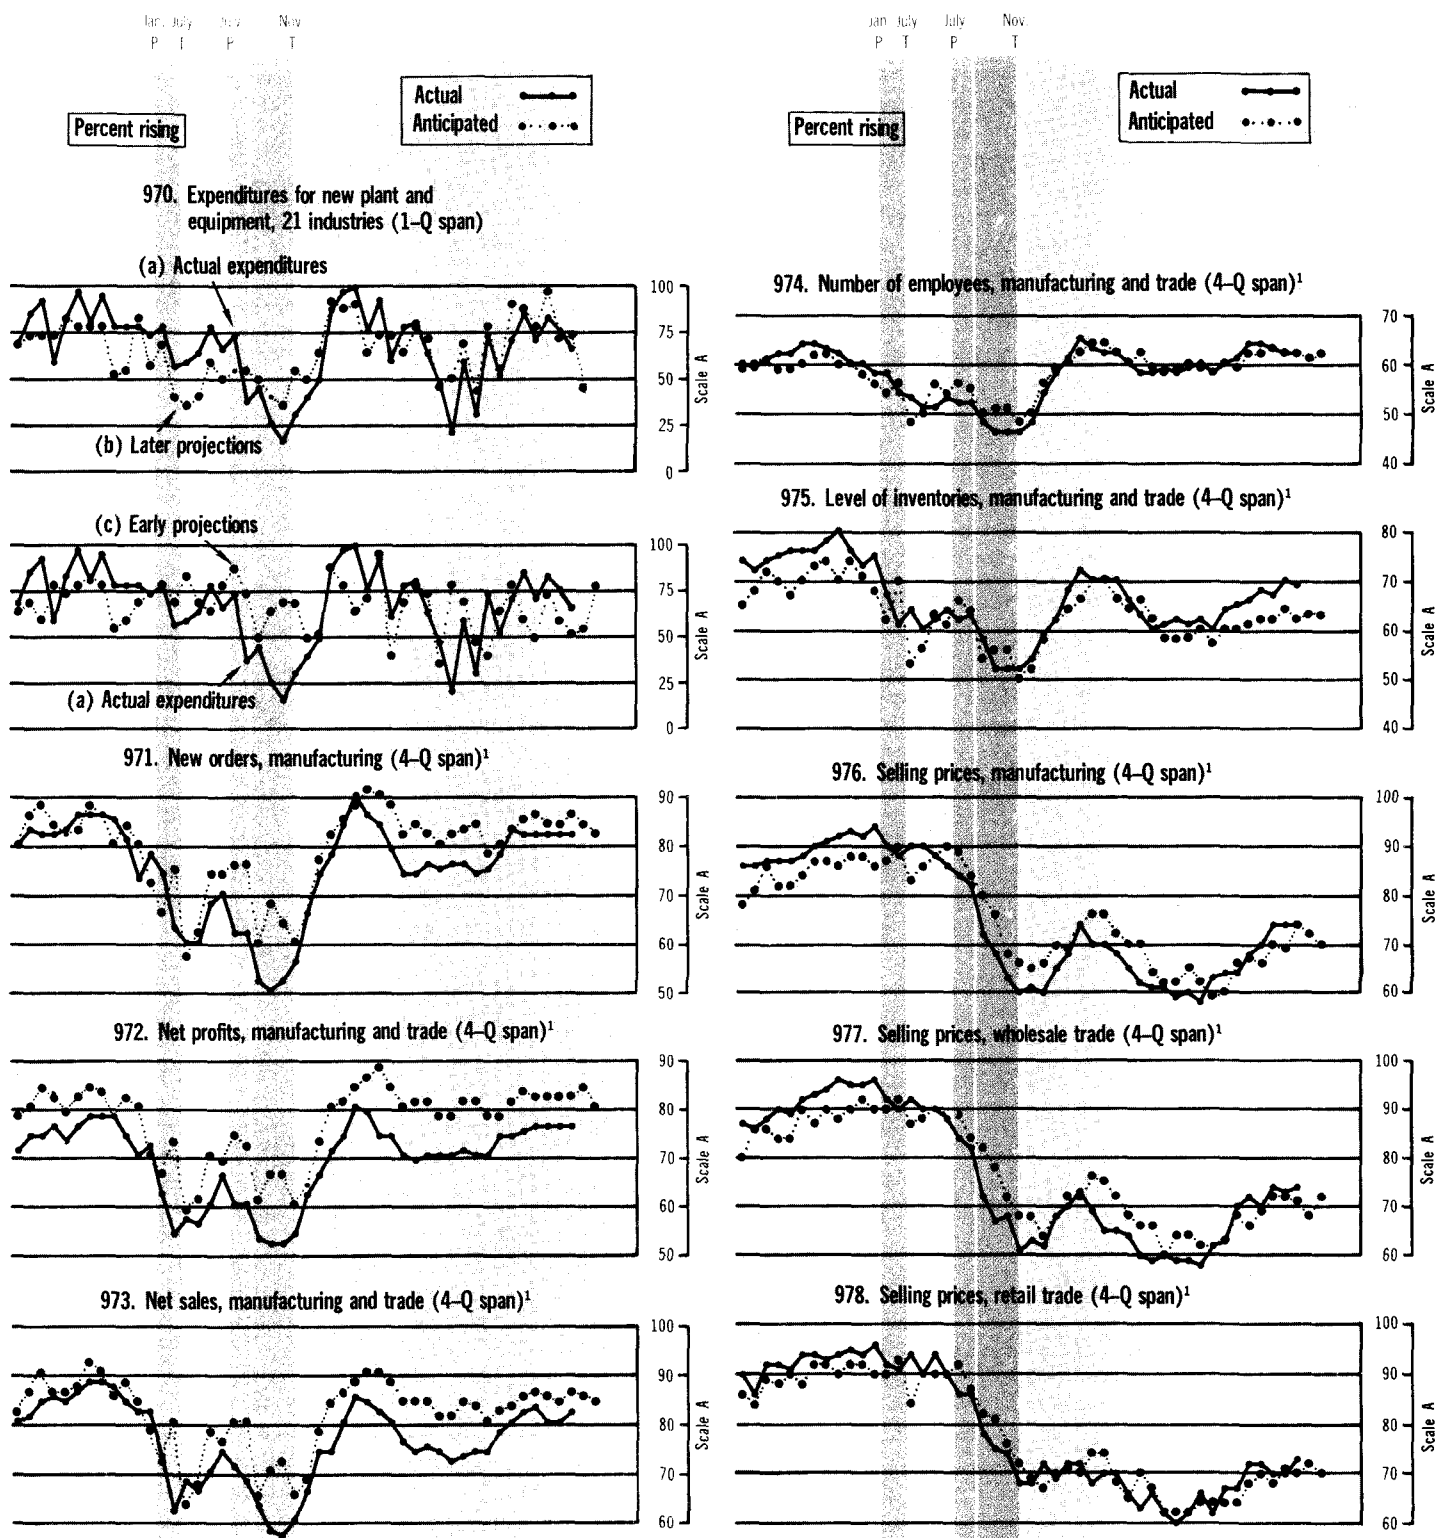 Jan. July July Nov.
P T P T
Actual
Anticipated
Percent rising
970. Expenditures for new plant and
equipment, 21 industries (1–Q span)
(a) Actual expenditures
100
75
50
25
0
Scale A
(b) Later projections
(c) Early projections
100
75
50
25
0
Scale A
(a) Actual expenditures
971. New orders, manufacturing (4–Q span)¹
90
80
70
60
50
Scale A
972. Net profits, manufacturing and trade (4–Q span)¹
90
80
70
60
50
Scale A
973. Net sales, manufacturing and trade (4–Q span)¹
100
90
80
70
60
Scale A
Jan. July July Nov.
P T P T
Actual
Anticipated
Percent rising
974. Number of employees, manufacturing and trade (4–Q span)¹
70
60
50
40
Scale A
975. Level of inventories, manufacturing and trade (4–Q span)¹
80
70
60
50
40
Scale A
976. Selling prices, manufacturing (4–Q span)¹
100
90
80
70
60
Scale A
977. Selling prices, wholesale trade (4–Q span)¹
100
90
80
70
60
Scale A
978. Selling prices, retail trade (4–Q span)¹
100
90
80
70
60
Scale A